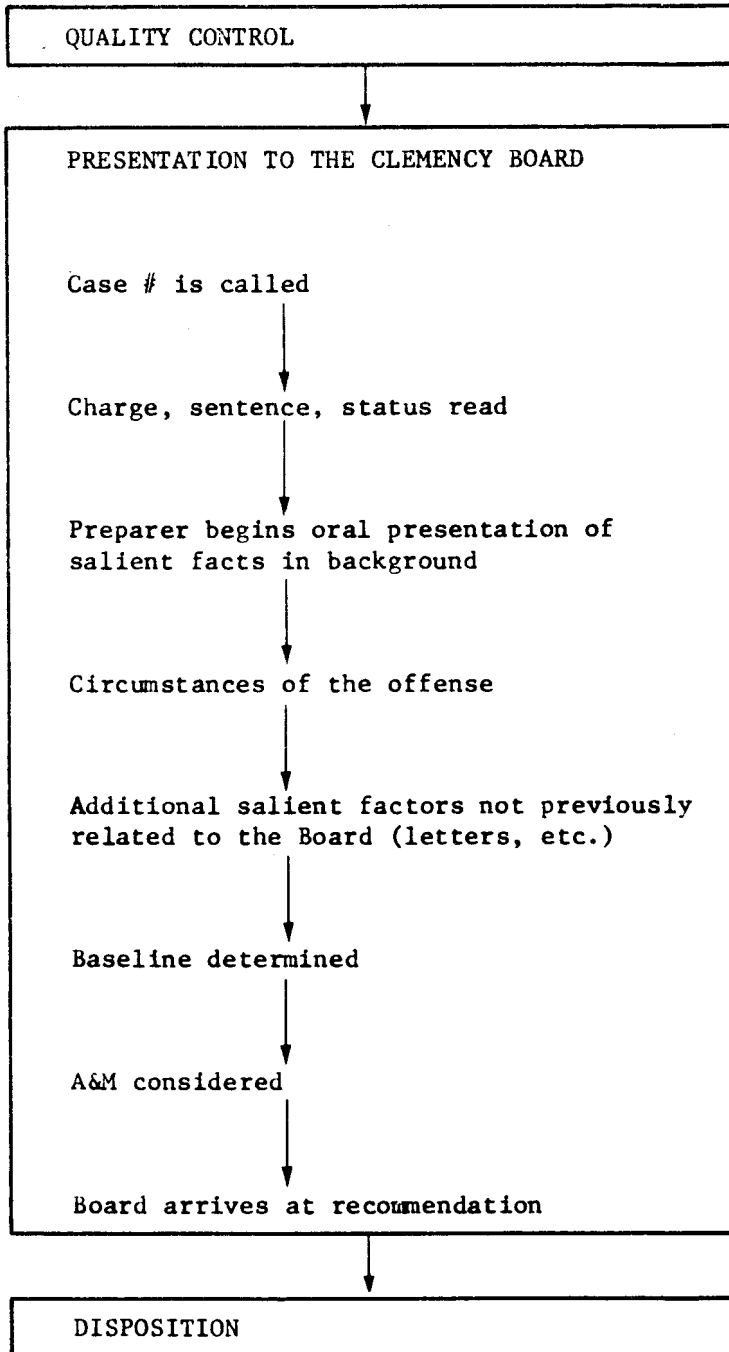 QUALITY CONTROL
PRESENTATION TO THE CLEMENCY BOARD
Case # is called
Charge, sentence, status read
Preparer begins oral presentation of
salient facts in background
Circumstances of the offense
Additional salient factors not previously
related to the Board (letters, etc.)
Baseline determined
A&M considered
Board arrives at recommendation
DISPOSITION